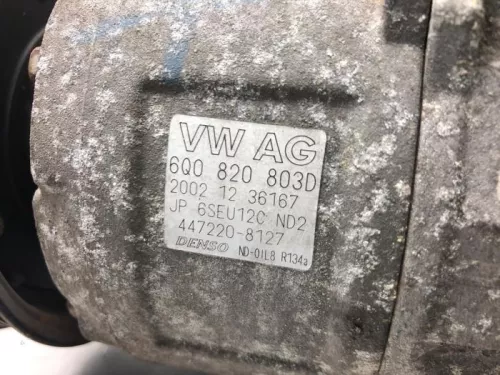 VW AG
6Q0 820 803D
2002 12 36167
JP 6SEU12C ND2
447220-8127
DENSO ND-OIL8 R134a